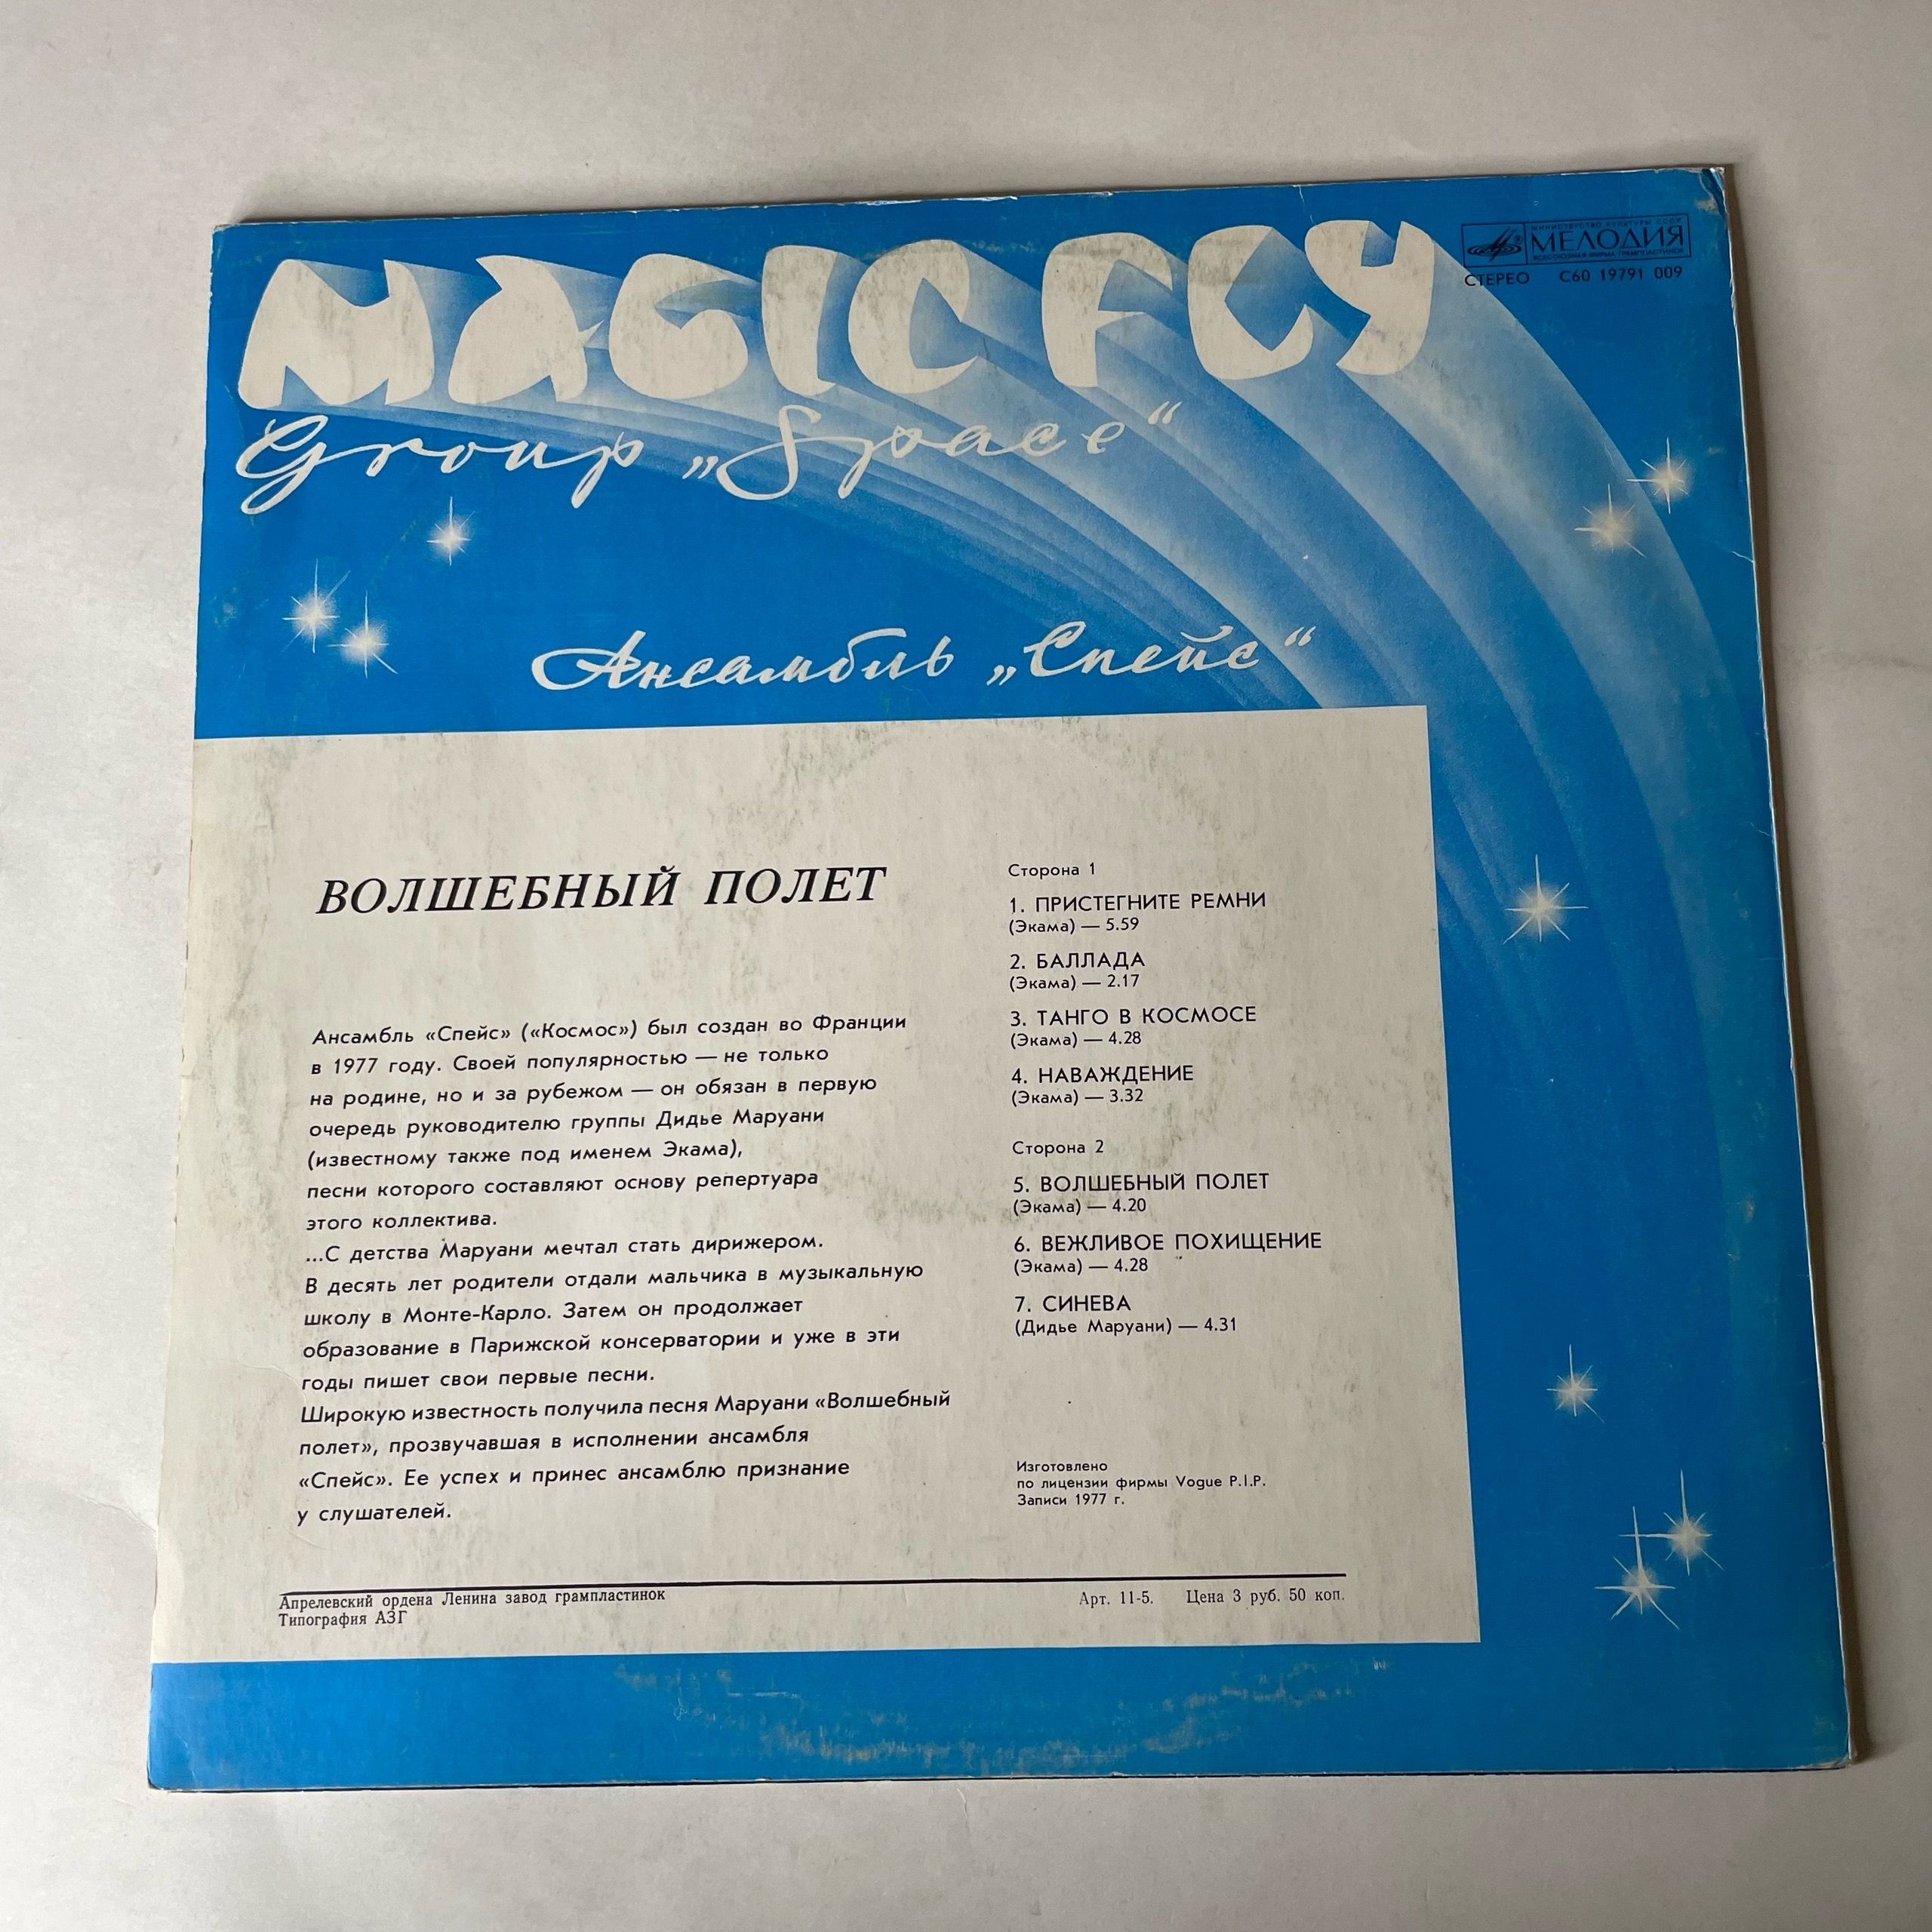 MAGIC FLY
Group „Space“
МИНИСТЕРСТВО КУЛЬТУРЫ СССР
МЕЛОДИЯ
ВСЕСОЮЗНАЯ ФИРМА ГРАМПЛАСТИНОК
СТЕРЕО С60 19791 009
Ансамбль „Спейс“
ВОЛШЕБНЫЙ ПОЛЕТ
Ансамбль «Спейс» («Космос») был создан во Франции
в 1977 году. Своей популярностью — не только
на родине, но и за рубежом — он обязан в первую
очередь руководителю группы Дидье Маруани
(известному также под именем Экама),
песни которого составляют основу репертуара
этого коллектива.
...С детства Маруани мечтал стать дирижером.
В десять лет родители отдали мальчика в музыкальную
школу в Монте-Карло. Затем он продолжает
образование в Парижской консерватории и уже в эти
годы пишет свои первые песни.
Широкую известность получила песня Маруани «Волшебный
полет», прозвучавшая в исполнении ансамбля
«Спейс». Ее успех и принес ансамблю признание
у слушателей.
Сторона 1
1. ПРИСТЕГНИТЕ РЕМНИ
(Экама) — 5.59
2. БАЛЛАДА
(Экама) — 2.17
3. ТАНГО В КОСМОСЕ
(Экама) — 4.28
4. НАВАЖДЕНИЕ
(Экама) — 3.32
Сторона 2
5. ВОЛШЕБНЫЙ ПОЛЕТ
(Экама) — 4.20
6. ВЕЖЛИВОЕ ПОХИЩЕНИЕ
(Экама) — 4.28
7. СИНЕВА
(Дидье Маруани) — 4.31
Изготовлено
по лицензии фирмы Vogue P.I.P.
Записи 1977 г.
Апрелевский ордена Ленина завод грампластинок
Типография АЗГ
Арт. 11-5. Цена 3 руб. 50 коп.